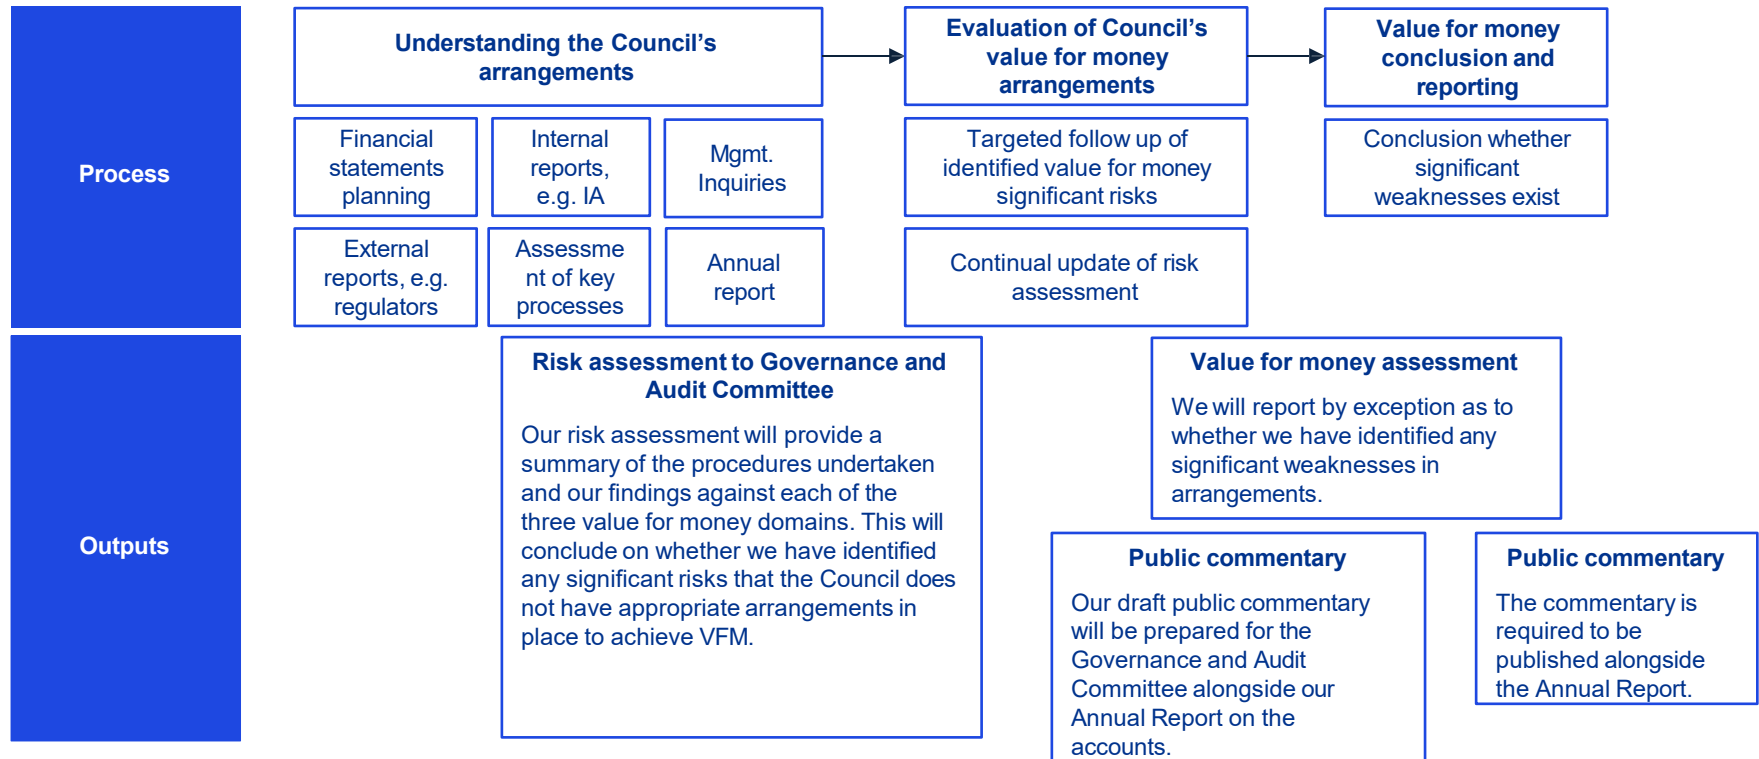 Process
Understanding the Council’s
arrangements
Evaluation of Council’s
value for money
arrangements
Value for money
conclusion and
reporting
Financial
statements
planning
Internal
reports,
e.g. IA
Mgmt.
Inquiries
Targeted follow up of
identified value for money
significant risks
Conclusion whether
significant
weaknesses exist
External
reports, e.g.
regulators
Assessme
nt of key
processes
Annual
report
Continual update of risk
assessment
Outputs
Risk assessment to Governance and
Audit Committee
Our risk assessment will provide a
summary of the procedures undertaken
and our findings against each of the
three value for money domains. This will
conclude on whether we have identified
any significant risks that the Council does
not have appropriate arrangements in
place to achieve VFM.
Value for money assessment
We will report by exception as to
whether we have identified any
significant weaknesses in
arrangements.
Public commentary
Our draft public commentary
will be prepared for the
Governance and Audit
Committee alongside our
Annual Report on the
accounts.
Public commentary
The commentary is
required to be
published alongside
the Annual Report.